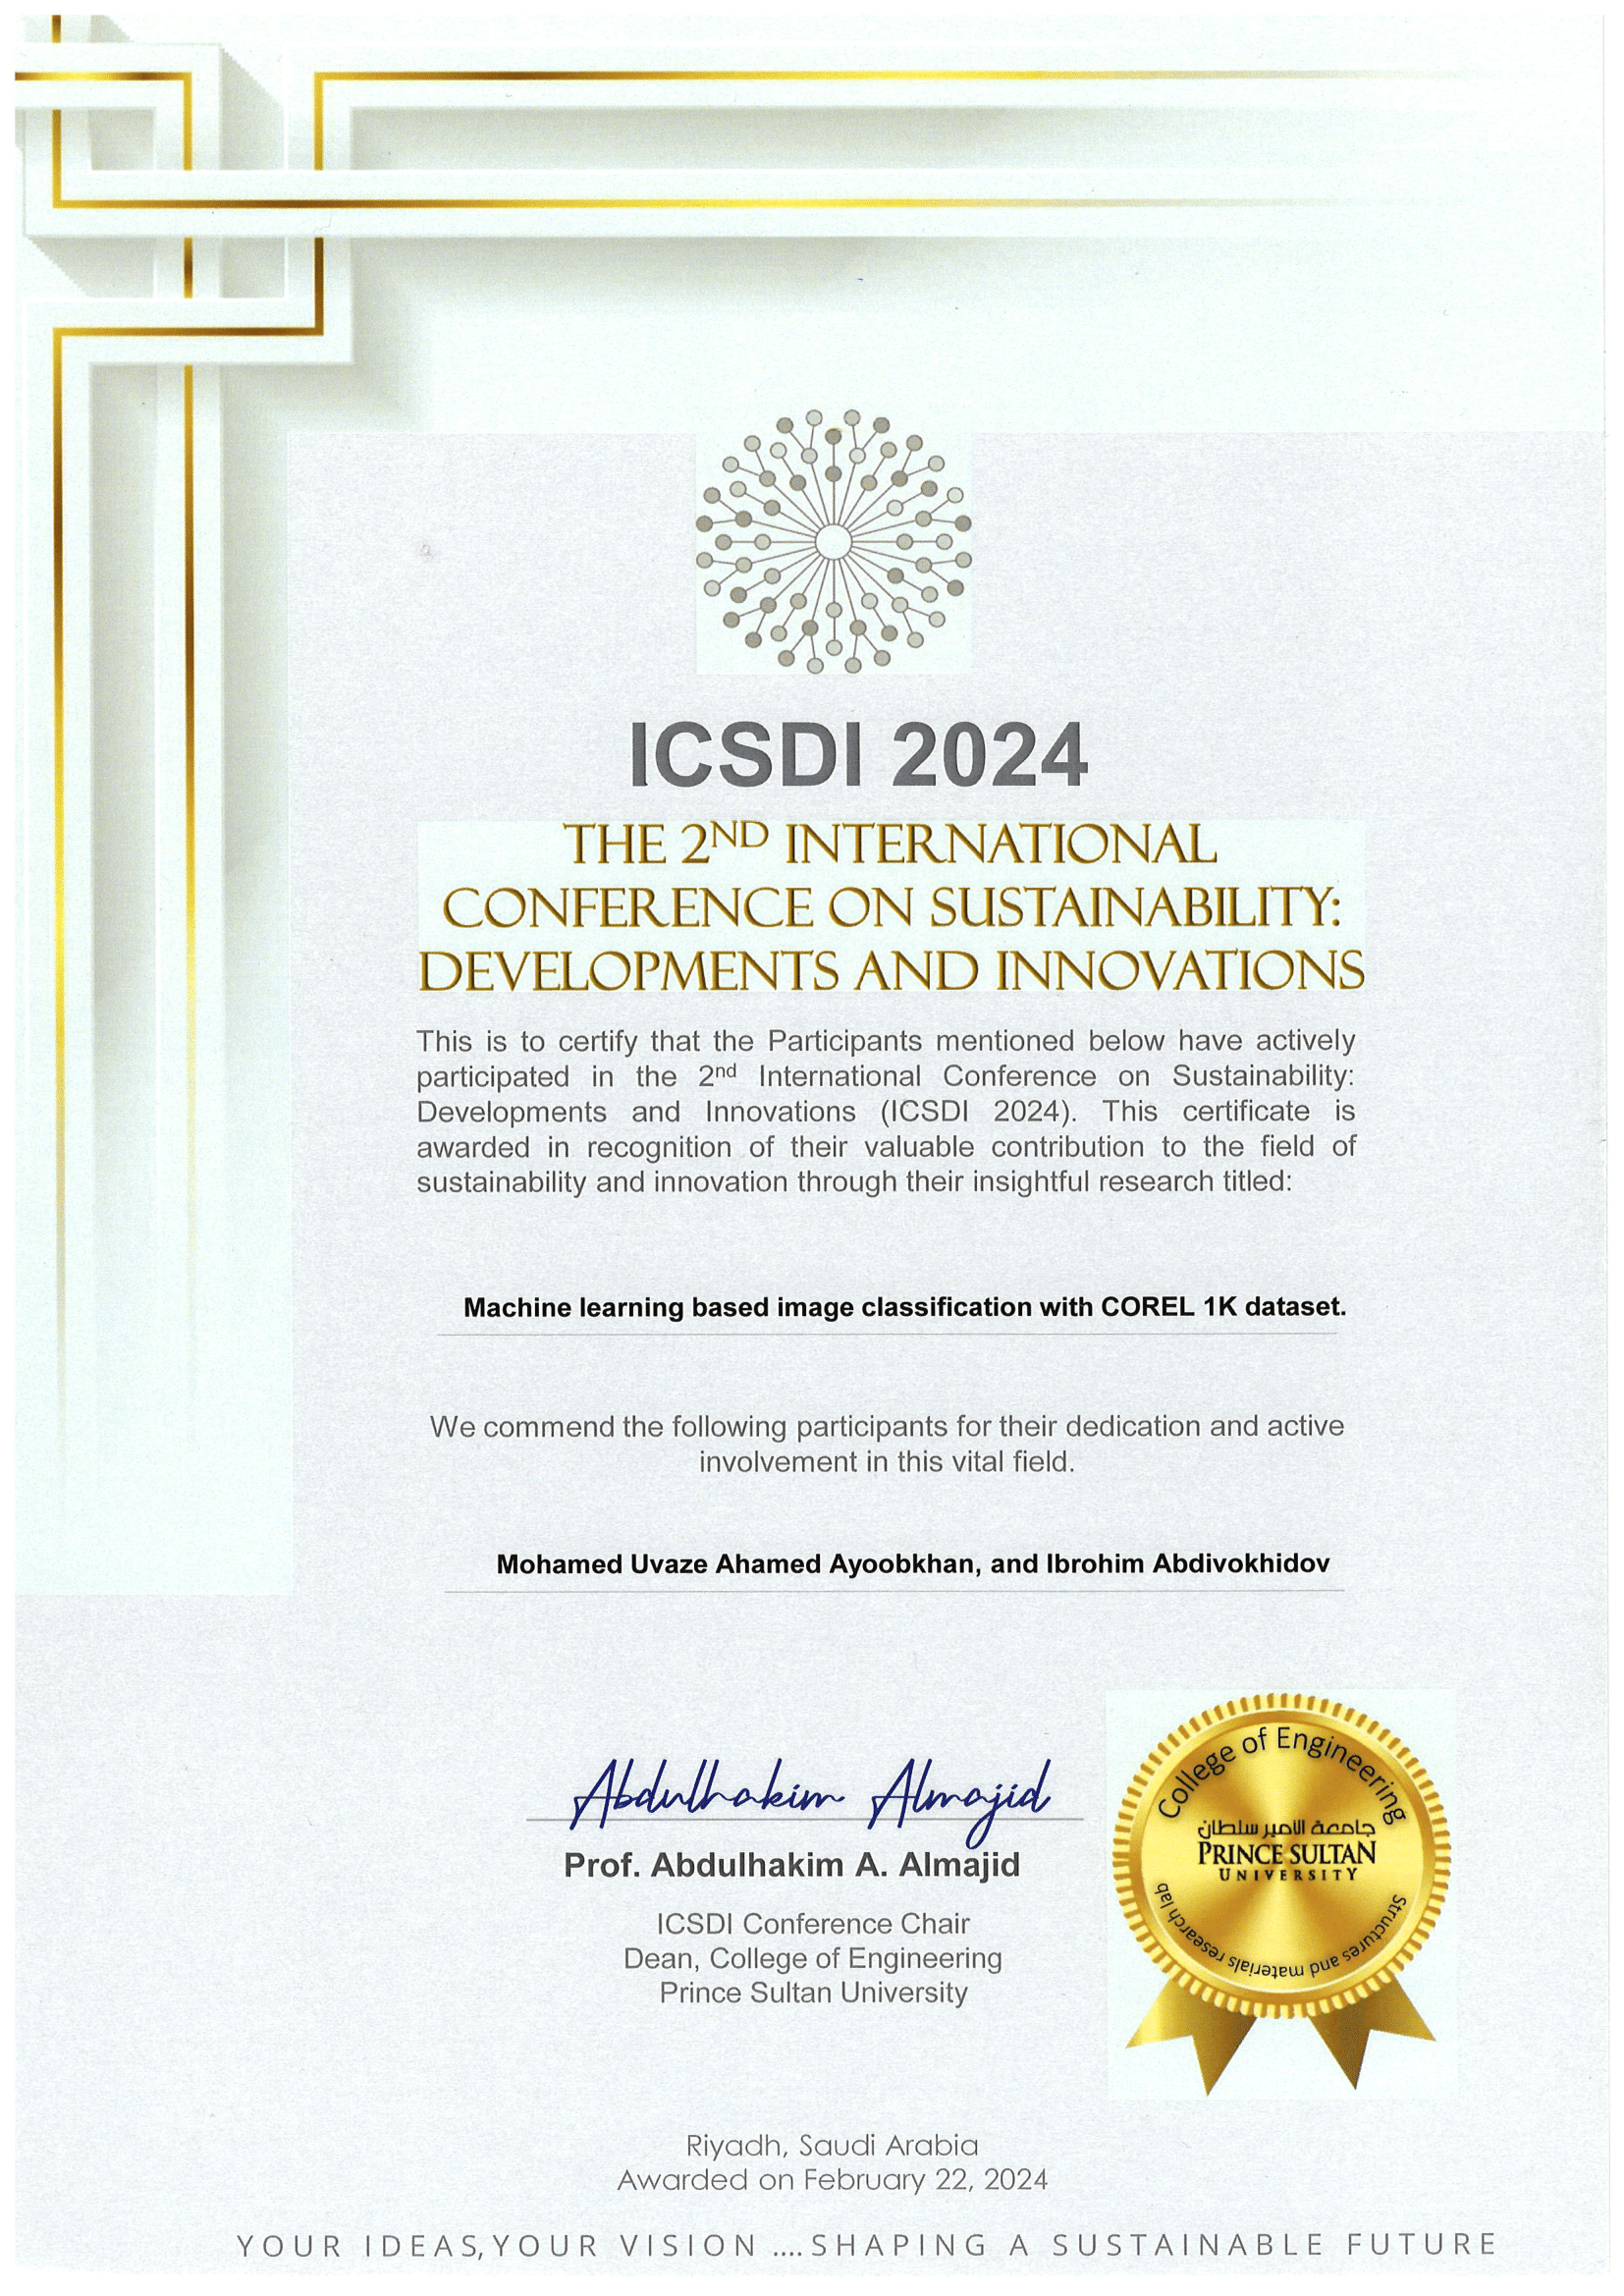 ICSDI 2024
THE 2ND INTERNATIONAL
CONFERENCE ON SUSTAINABILITY:
DEVELOPMENTS AND INNOVATIONS
This is to certify that the Participants mentioned below have actively
participated in the 2nd International Conference on Sustainability:
Developments and Innovations (ICSDI 2024). This certificate is
awarded in recognition of their valuable contribution to the field of
sustainability and innovation through their insightful research titled:
Machine learning based image classification with COREL 1K dataset.
We commend the following participants for their dedication and active
involvement in this vital field.
Mohamed Uvaze Ahamed Ayoobkhan, and Ibrohim Abdivokhidov
Abdulhakim Almajid
Prof. Abdulhakim A. Almajid
ICSDI Conference Chair
Dean, College of Engineering
Prince Sultan University
College of Engineering
جامعة الأمير سلطان
PRINCE SULTAN
UNIVERSITY
Structures and materials research lab
Riyadh, Saudi Arabia
Awarded on February 22, 2024
YOUR IDEAS,YOUR VISION ....SHAPING A SUSTAINABLE FUTURE